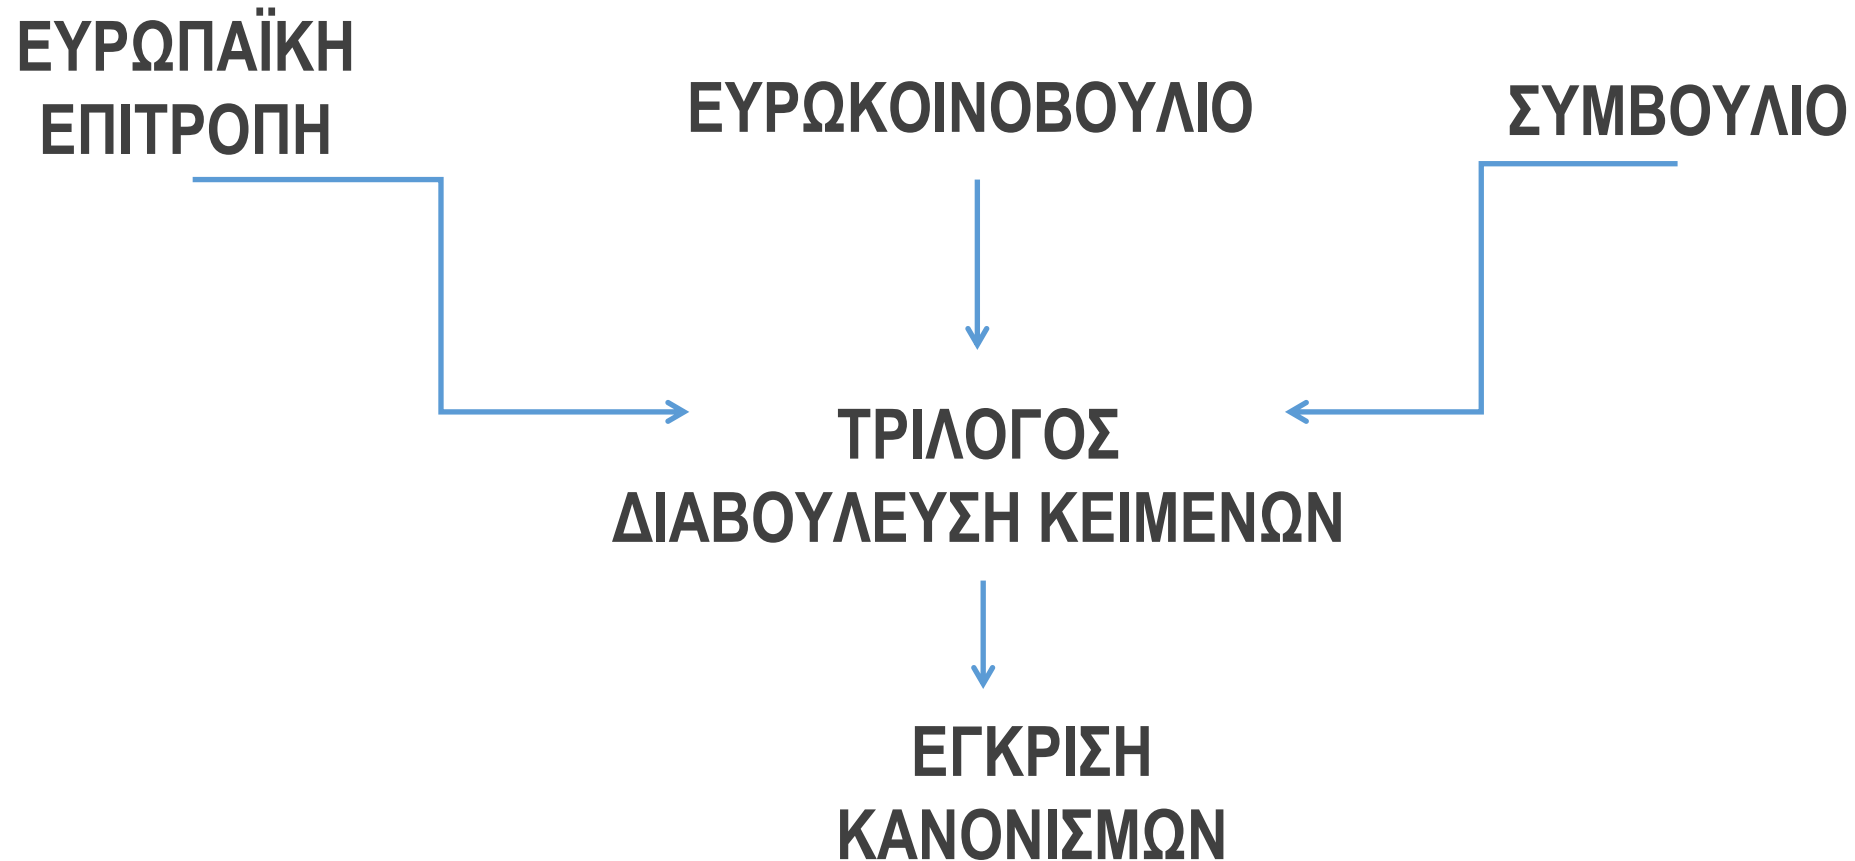 ΕΥΡΩΠΑΪΚΗ
ΕΠΙΤΡΟΠΗ
ΕΥΡΩΚΟΙΝΟΒΟΥΛΙΟ
ΣΥΜΒΟΥΛΙΟ
ΤΡΙΛΟΓΟΣ
ΔΙΑΒΟΥΛΕΥΣΗ ΚΕΙΜΕΝΩΝ
ΕΓΚΡΙΣΗ
ΚΑΝΟΝΙΣΜΩΝ